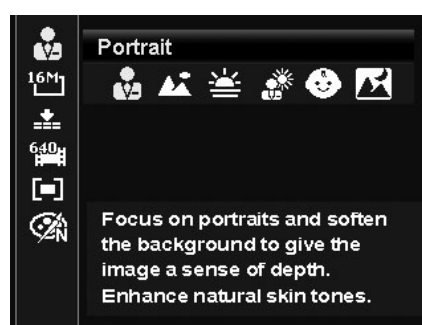 Portrait
16M
640
N
Focus on portraits and soften
the background to give the
image a sense of depth.
Enhance natural skin tones.